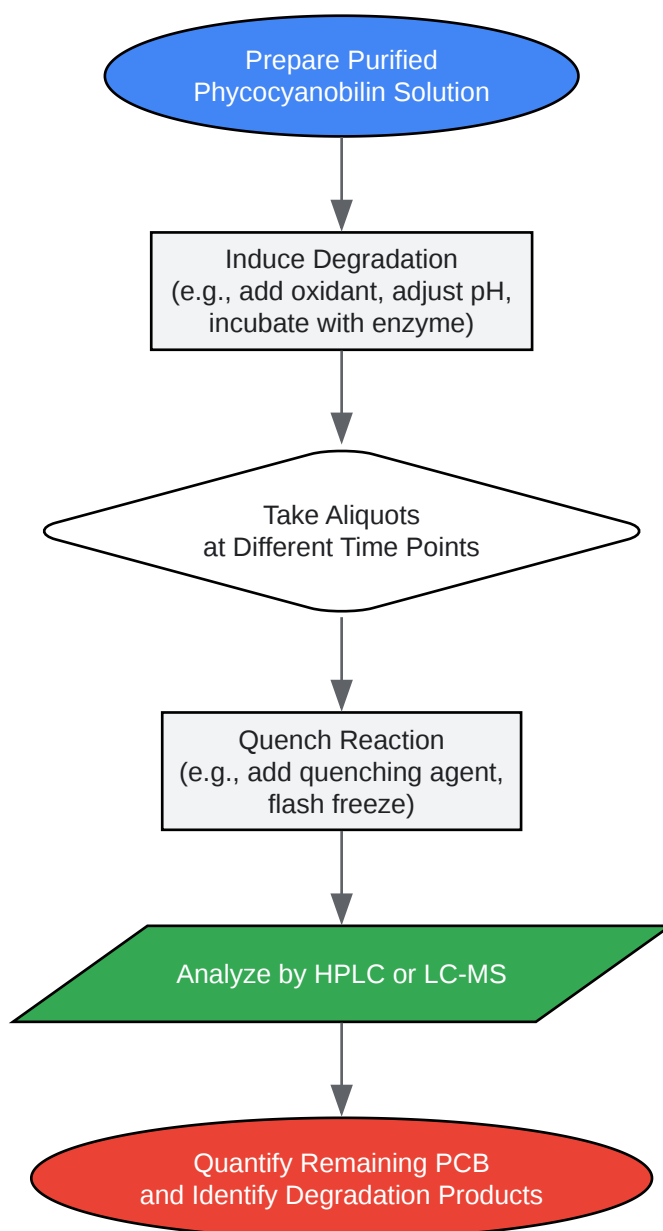 Prepare Purified
Phycocyanobilin Solution
Induce Degradation
(e.g., add oxidant, adjust pH,
incubate with enzyme)
Take Aliquots
at Different Time Points
Quench Reaction
(e.g., add quenching agent,
flash freeze)
Analyze by HPLC or LC-MS
Quantify Remaining PCB
and Identify Degradation Products